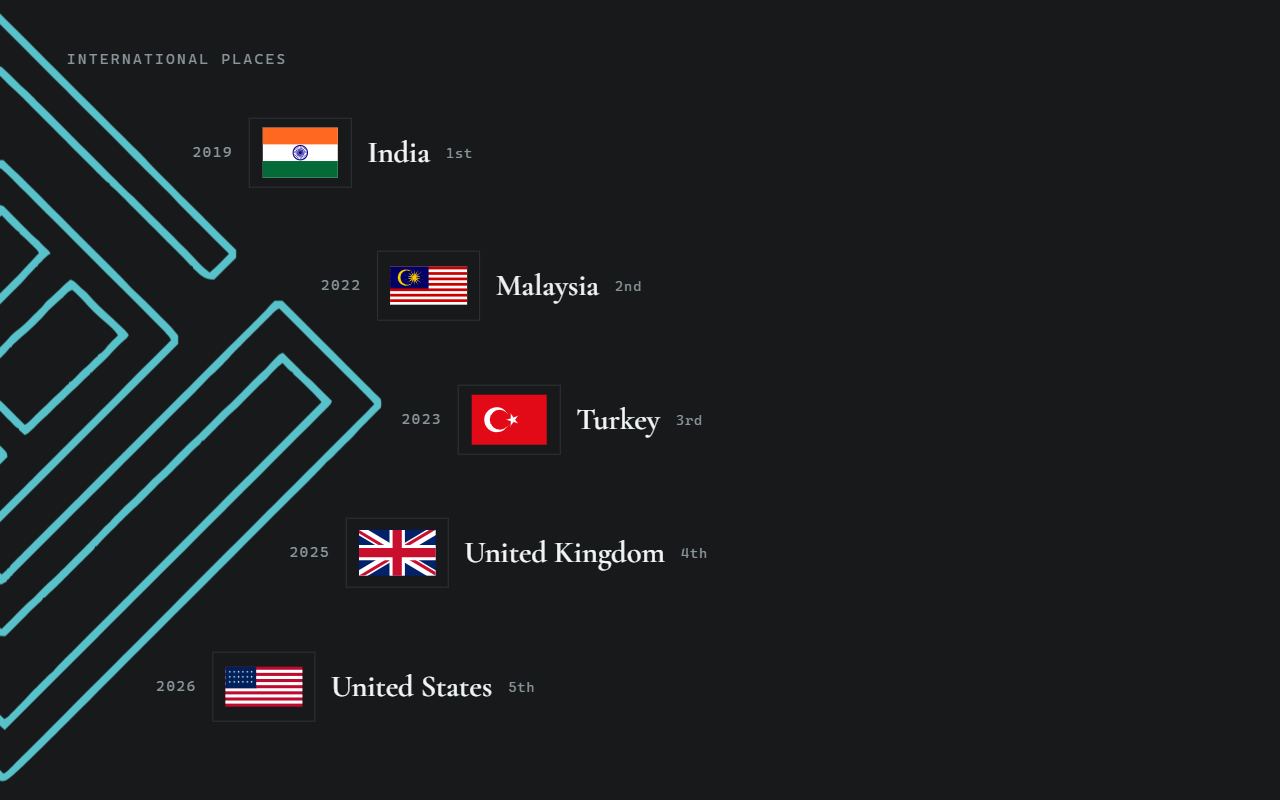 INTERNATIONAL PLACES
2019 India 1st
2022 Malaysia 2nd
2023 Turkey 3rd
2025 United Kingdom 4th
2026 United States 5th